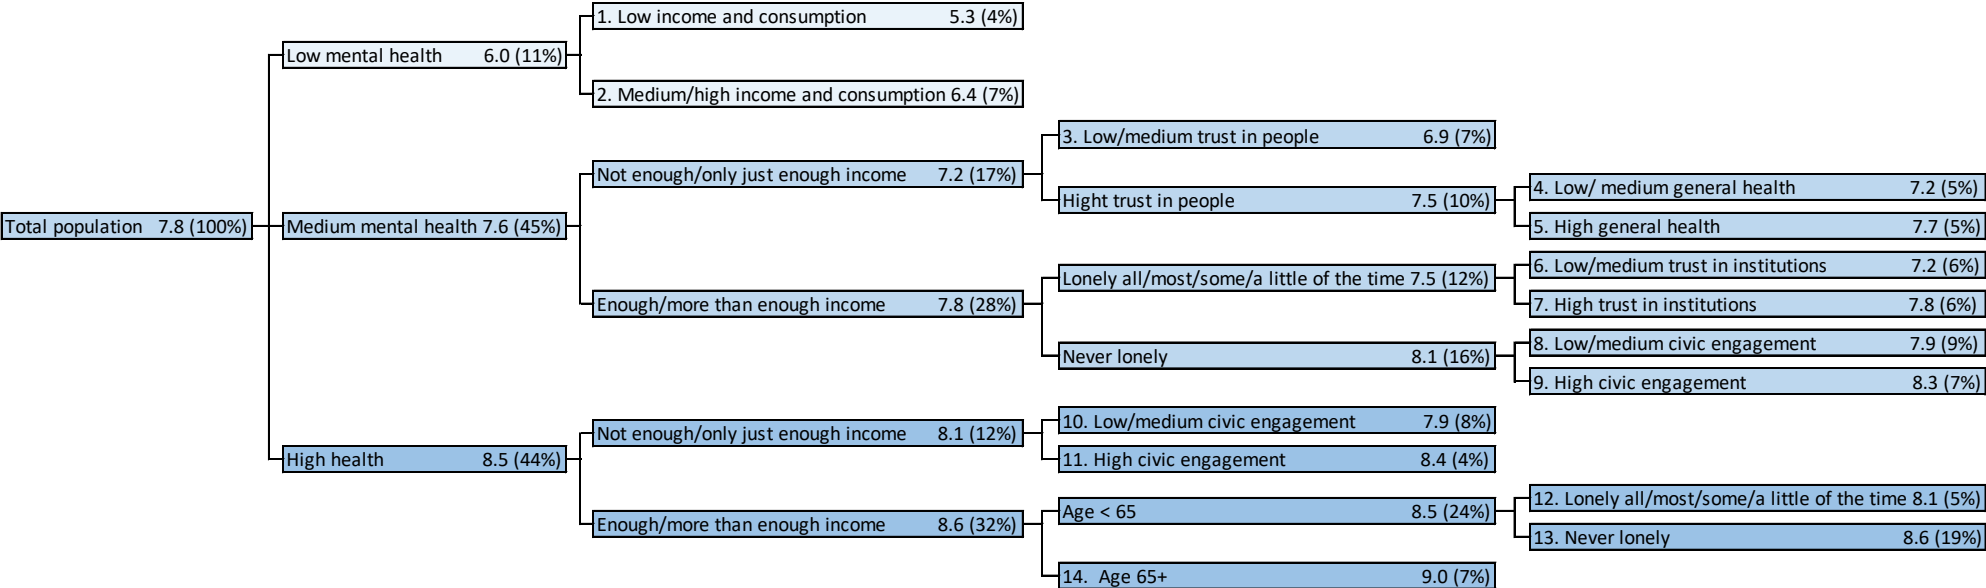 1. Low income and consumption 5.3 (4%)
Low mental health 6.0 (11%)
2. Medium/high income and consumption 6.4 (7%)
3. Low/medium trust in people 6.9 (7%)
Not enough/only just enough income 7.2 (17%)
4. Low/ medium general health 7.2 (5%)
Hight trust in people 7.5 (10%)
Total population 7.8 (100%)
Medium mental health 7.6 (45%)
5. High general health 7.7 (5%)
6. Low/medium trust in institutions 7.2 (6%)
Lonely all/most/some/a little of the time 7.5 (12%)
Enough/more than enough income 7.8 (28%)
7. High trust in institutions 7.8 (6%)
8. Low/medium civic engagement 7.9 (9%)
Never lonely 8.1 (16%)
9. High civic engagement 8.3 (7%)
10. Low/medium civic engagement 7.9 (8%)
Not enough/only just enough income 8.1 (12%)
High health 8.5 (44%)
11. High civic engagement 8.4 (4%)
12. Lonely all/most/some/a little of the time 8.1 (5%)
Age < 65 8.5 (24%)
Enough/more than enough income 8.6 (32%)
13. Never lonely 8.6 (19%)
14. Age 65+ 9.0 (7%)